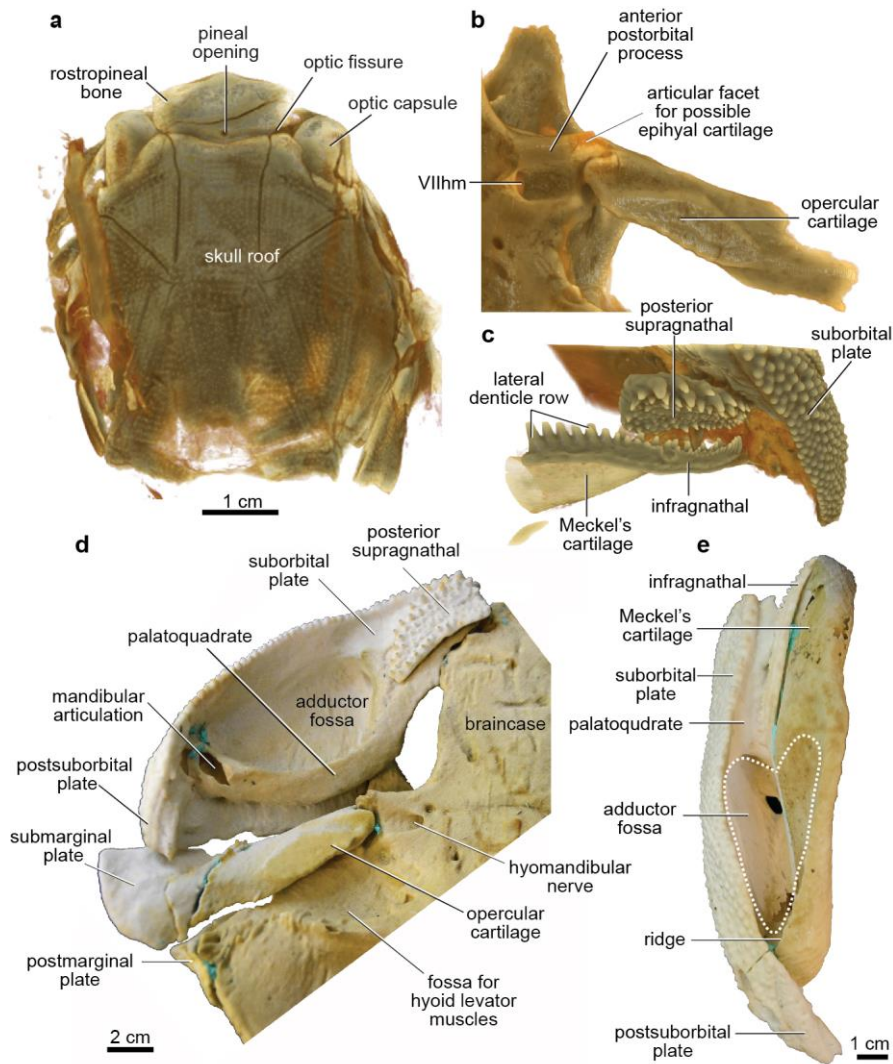 a
pineal
opening
optic fissure
rostropineal
bone
optic capsule
skull roof
1 cm
b
anterior
postorbital
process
articular facet
for possible
epihyal cartilage
VIIhm
opercular
cartilage
c
posterior
supragnathal
suborbital
plate
lateral
denticle row
infragnathal
Meckel's
cartilage
d
posterior
supragnathal
suborbital
plate
palatoquadrate
mandibular
articulation
adductor
fossa
braincase
postsuborbital
plate
submarginal
plate
hyomandibular
nerve
opercular
cartilage
postmarginal
plate
fossa for
hyoid levator
muscles
2 cm
e
infragnathal
Meckel's
cartilage
suborbital
plate
palatoqudrate
adductor
fossa
ridge
postsuborbital
plate
1 cm